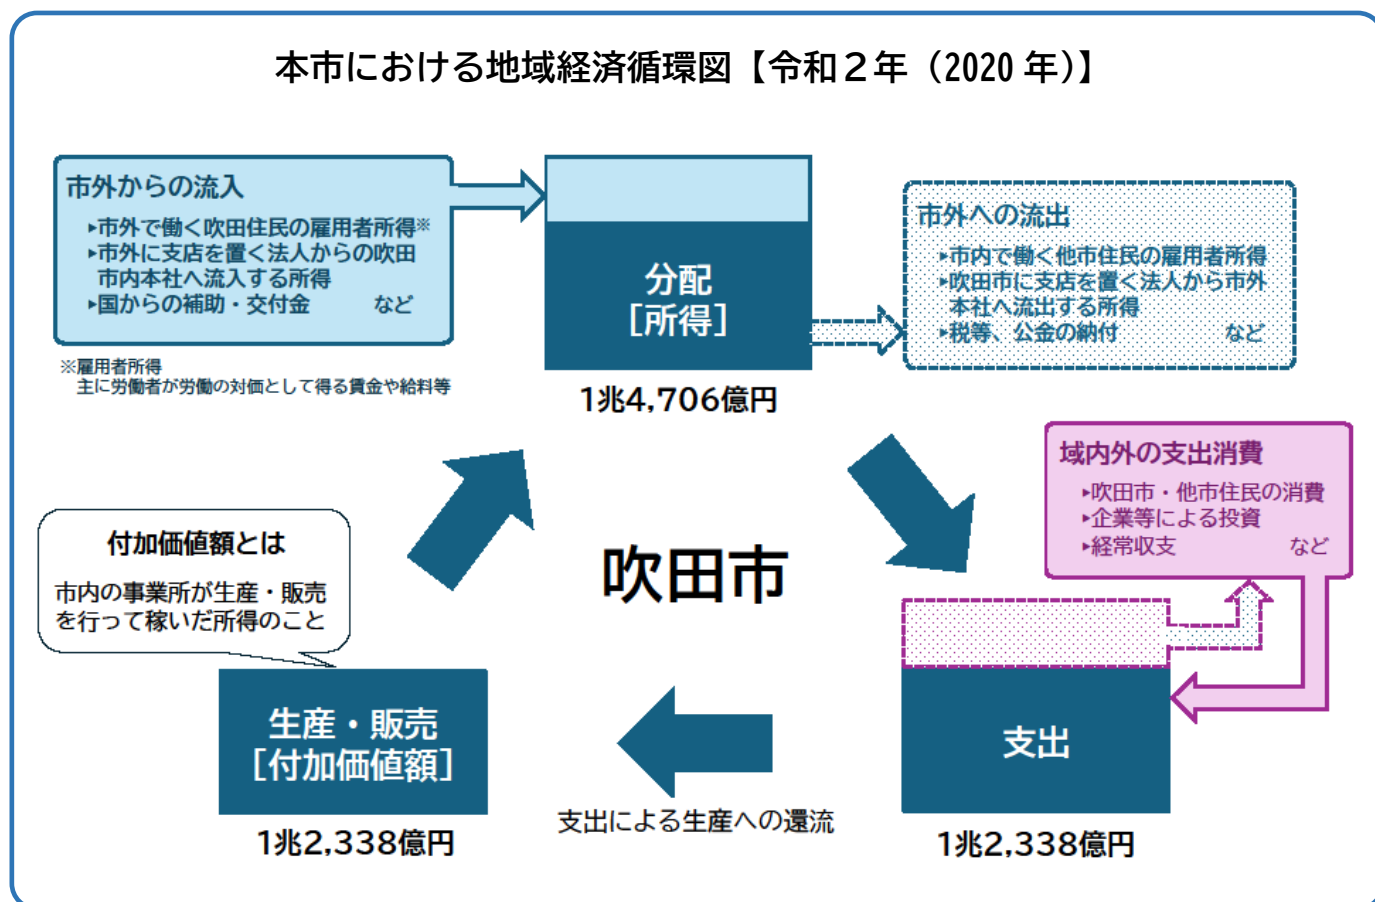 本市における地域経済循環図【令和２年（2020 年）】
市外からの流入
▸市外で働く吹田住民の雇用者所得※
▸市外に支店を置く法人からの吹田
市内本社へ流入する所得
▸国からの補助・交付金　　など
※雇用者所得
主に労働者が労働の対価として得る賃金や給料等
分配
［所得］
1兆4,706億円
市外への流出
▸市内で働く他市住民の雇用者所得
▸吹田市に支店を置く法人から市外
本社へ流出する所得
▸税等、公金の納付　　など
域内外の支出消費
▸吹田市・他市住民の消費
▸企業等による投資
▸経常収支　　など
付加価値額とは
市内の事業所が生産・販売
を行って稼いだ所得のこと
吹田市
生産・販売
［付加価値額］
1兆2,338億円
支出による生産への還流
支出
1兆2,338億円